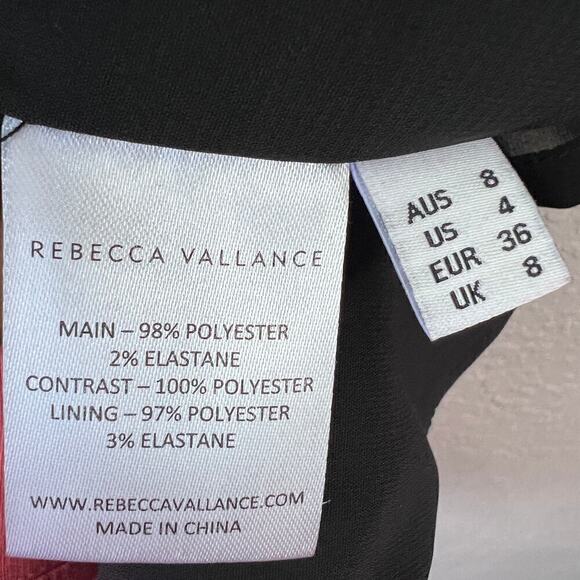 REBECCA VALLANCE
MAIN – 98% POLYESTER
2% ELASTANE
CONTRAST – 100% POLYESTER
LINING – 97% POLYESTER
3% ELASTANE
WWW.REBECCAVALLANCE.COM
MADE IN CHINA
AUS 8
US 4
EUR 36
UK 8